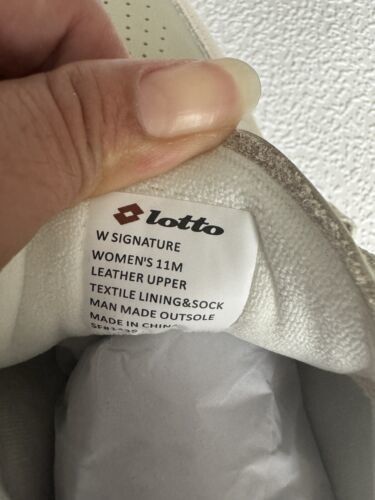 lotto
W SIGNATURE
WOMEN'S 11M
LEATHER UPPER
TEXTILE LINING&SOCK
MAN MADE OUTSOLE
MADE IN CHINA